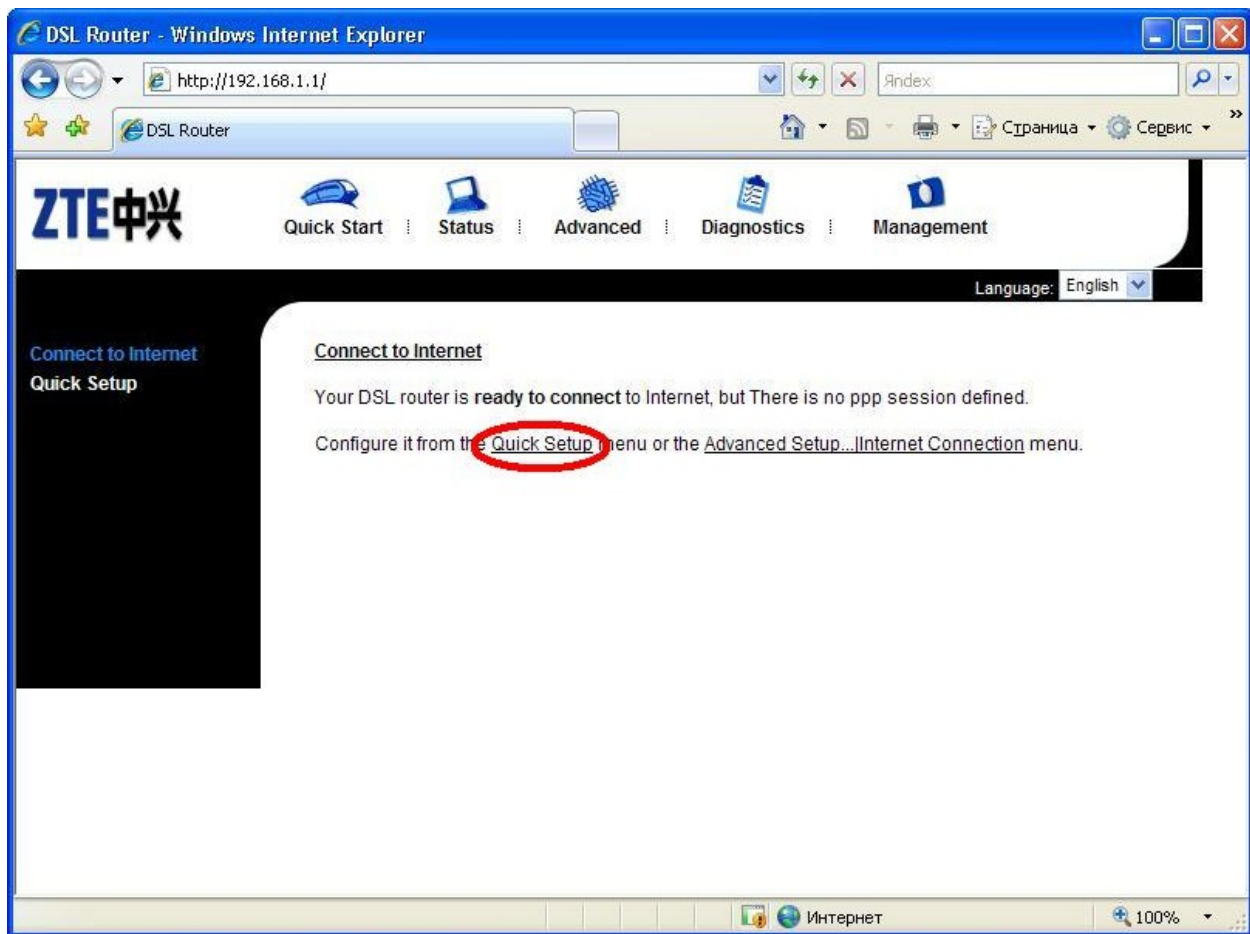 DSL Router - Windows Internet Explorer
http://192.168.1.1/
Яndex
DSL Router
Страница
Сервис
ZTE中兴
Quick Start
Status
Advanced
Diagnostics
Management
Language: English
Connect to Internet
Quick Setup
Connect to Internet
Your DSL router is ready to connect to Internet, but There is no ppp session defined.
Configure it from the Quick Setup menu or the Advanced Setup...|Internet Connection menu.
Интернет
100%